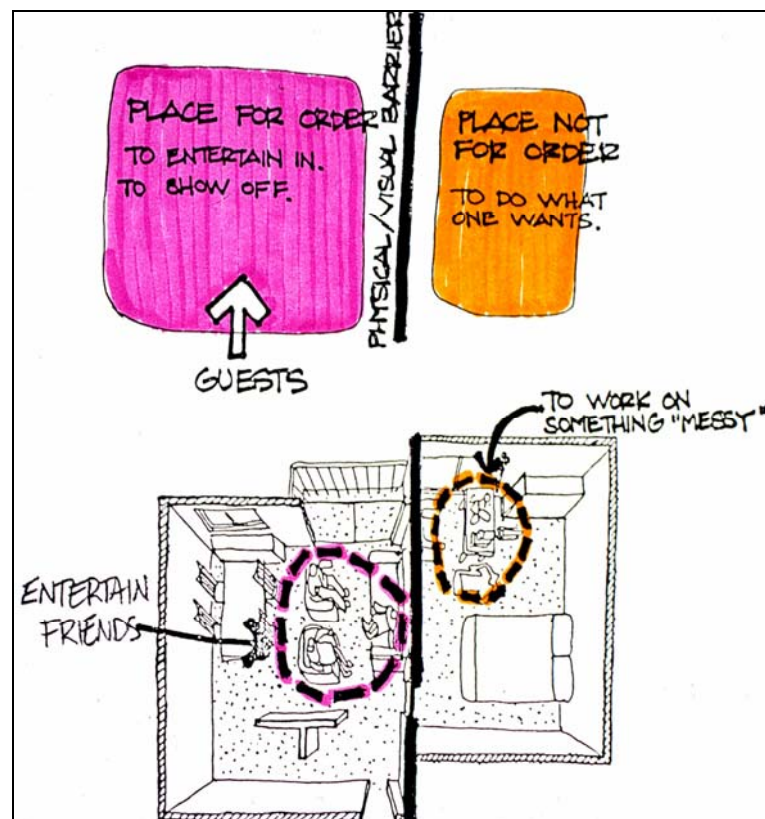 PLACE FOR ORDER
TO ENTERTAIN IN.
TO SHOW OFF.
GUESTS
PHYSICAL/VISUAL BARRIER
PLACE NOT
FOR ORDER
TO DO WHAT
ONE WANTS.
TO WORK ON
SOMETHING "MESSY"
ENTERTAIN
FRIENDS